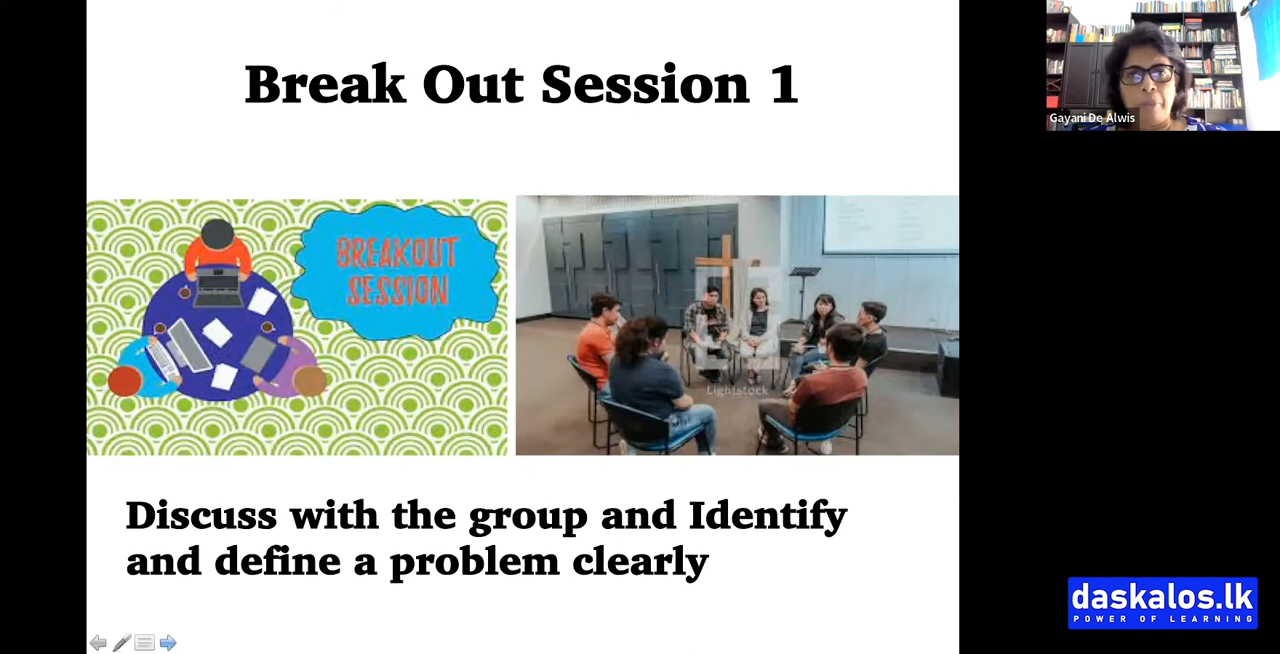 Break Out Session 1
Gayani De Alwis
BREAKOUT
SESSION
Lightstock
Discuss with the group and Identify
and define a problem clearly
daskalos.lk
POWER OF LEARNING